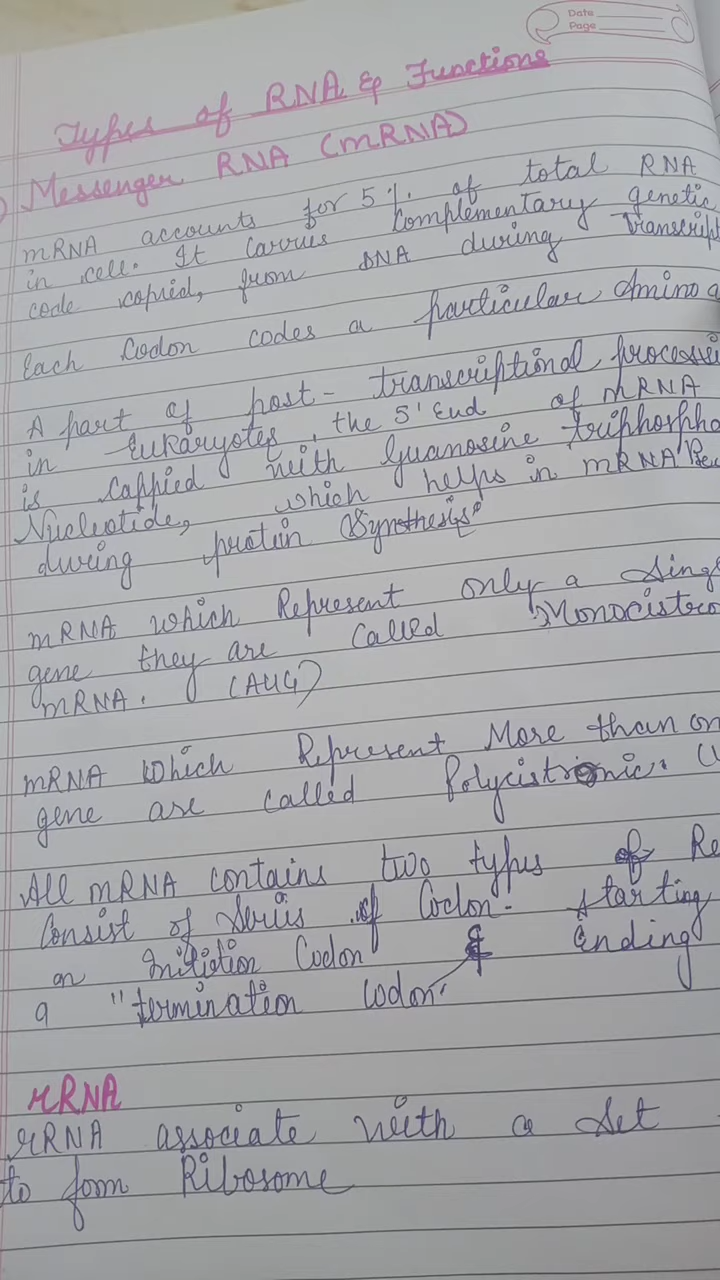 Date
Page
Types of RNA & Functions
Messenger RNA (mRNA)
mRNA accounts for 5% of total RNA
in cell. It carries complementary genetic
code copied, from DNA during Transcript
Each Codon codes a particular Amino a
A part of post-transcriptional, processi
in Eukaryotes, the 5' End of mRNA
is cappied with Guanosine triphospha
Nucleotide, which helps in mRNA Rec
during protein Synthesis.
mRNA which Represent only a Sing
gene they are called Monocistro
mRNA. (AUG)
mRNA which Represent More than on
gene are called Polycistronic. (
All mRNA contains two types of Re
Consist of Series of Codon- starting
on Initiation Codon & Ending
a "termination codon"
rRNA
rRNA associate with a set
to form Ribosome